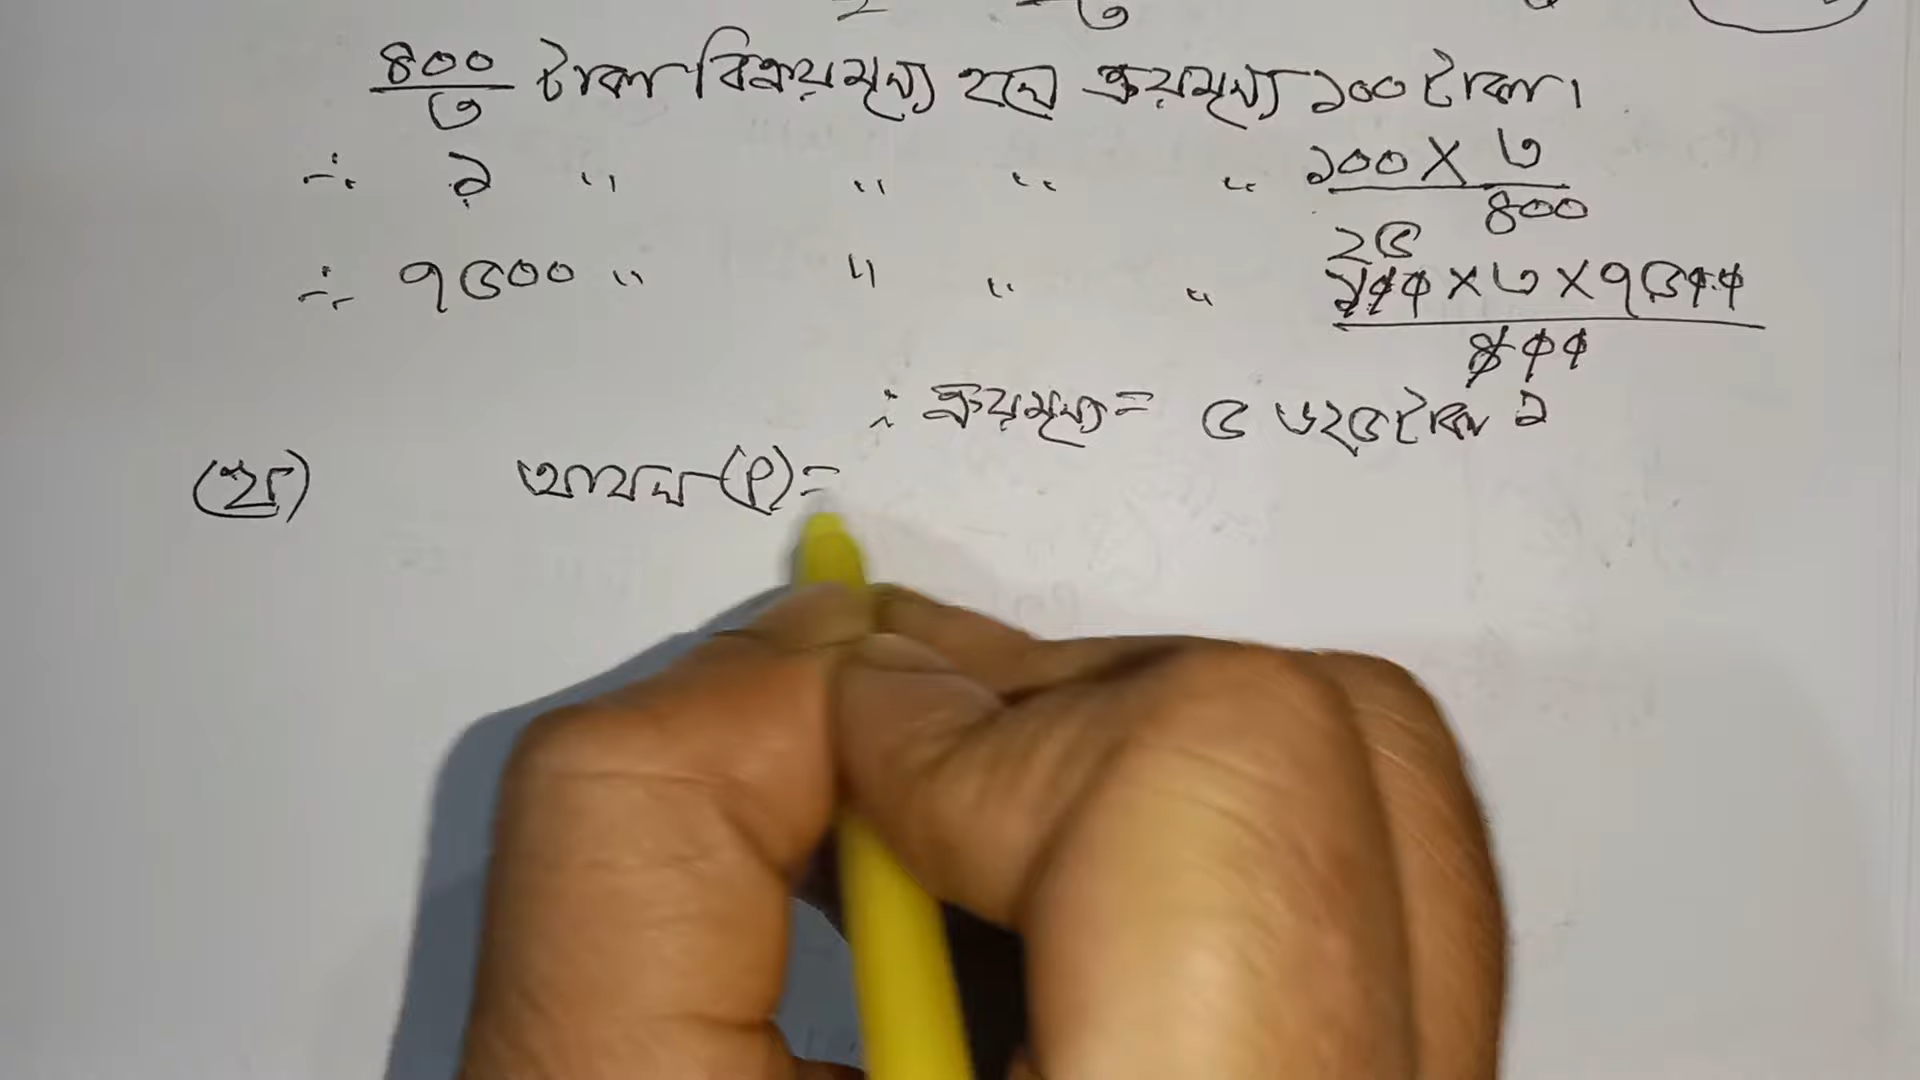 ৪০০/৩ টাকা বিক্রয়মূল্য হলে ক্রয়মূল্য ১০০ টাকা।
∴ ১ " " " " ১০০ × ৩ / ৪০০
২৫
∴ ৭৫০০ " " " " ১০০ × ৩ × ৭৫০০ / ৪০০
∴ ক্রয়মূল্য = ৫৬২৫ টাকা ১
(খ) আসল (P) =